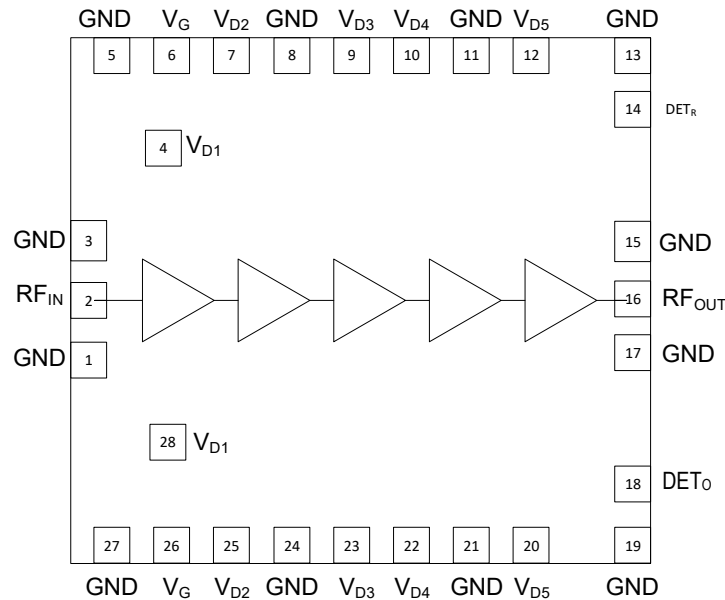 GND V_G V_D2 GND V_D3 V_D4 GND V_D5 GND
5 6 7 8 9 10 11 12 13
14 DET_R
4 V_D1
GND 3 15 GND
RF_IN 2 16 RF_OUT
GND 1 17 GND
28 V_D1
18 DET_O
27 26 25 24 23 22 21 20 19
GND V_G V_D2 GND V_D3 V_D4 GND V_D5 GND